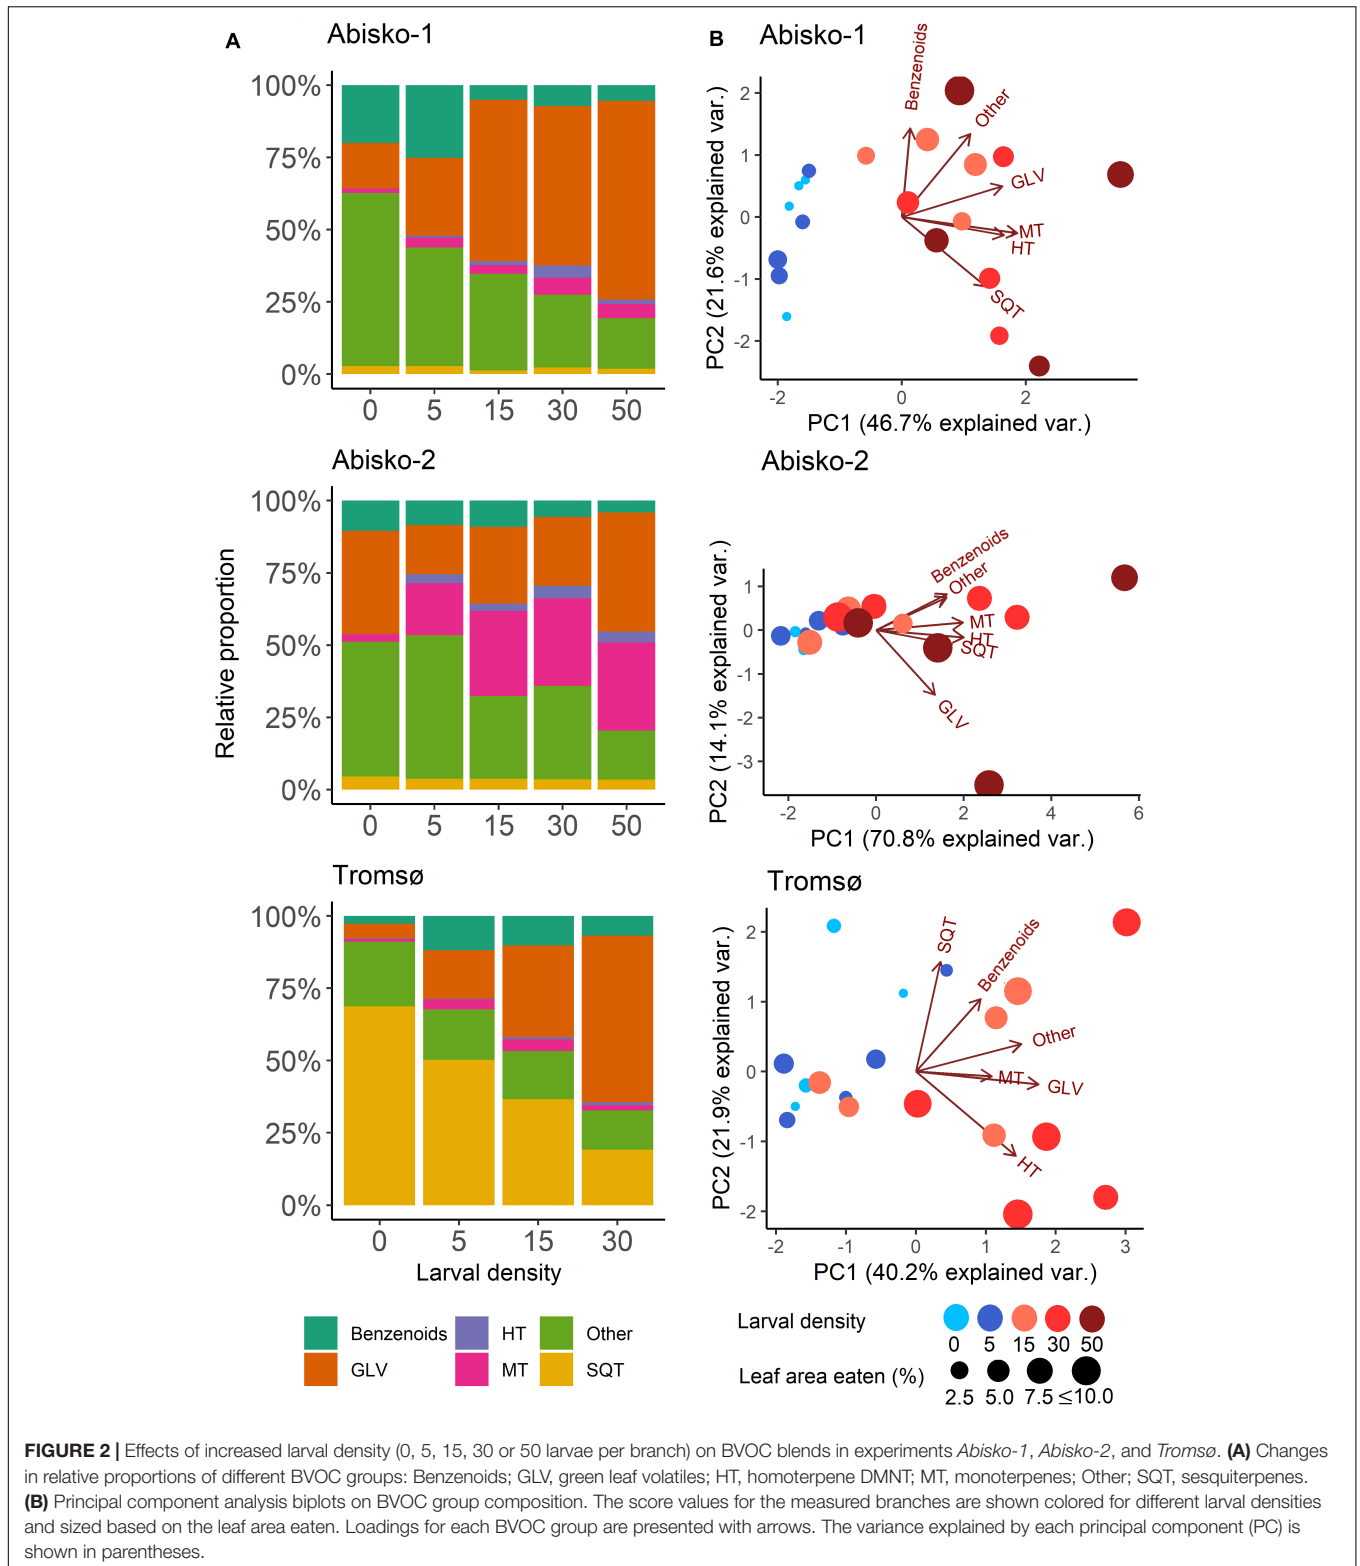 A
Abisko-1
100%
75%
50%
25%
0%
0 5 15 30 50
B
Abisko-1
PC2 (21.6% explained var.)
2
1
0
-1
-2
Benzenoids
Other
GLV
MT
HT
SQT
-2 0 2
PC1 (46.7% explained var.)
Relative proportion
Abisko-2
100%
75%
50%
25%
0%
0 5 15 30 50
Abisko-2
PC2 (14.1% explained var.)
1
0
-1
-2
-3
Benzenoids
Other
MT
HT
SQT
GLV
-2 0 2 4 6
PC1 (70.8% explained var.)
Tromsø
100%
75%
50%
25%
0%
0 5 15 30
Larval density
Tromsø
PC2 (21.9% explained var.)
2
1
0
-1
-2
SQT
Benzenoids
Other
MT
GLV
HT
-2 -1 0 1 2 3
PC1 (40.2% explained var.)
Benzenoids HT Other
GLV MT SQT
Larval density
0 5 15 30 50
Leaf area eaten (%)
2.5 5.0 7.5 ≤10.0
FIGURE 2 | Effects of increased larval density (0, 5, 15, 30 or 50 larvae per branch) on BVOC blends in experiments Abisko-1, Abisko-2, and Tromsø. (A) Changes
in relative proportions of different BVOC groups: Benzenoids; GLV, green leaf volatiles; HT, homoterpene DMNT; MT, monoterpenes; Other; SQT, sesquiterpenes.
(B) Principal component analysis biplots on BVOC group composition. The score values for the measured branches are shown colored for different larval densities
and sized based on the leaf area eaten. Loadings for each BVOC group are presented with arrows. The variance explained by each principal component (PC) is
shown in parentheses.